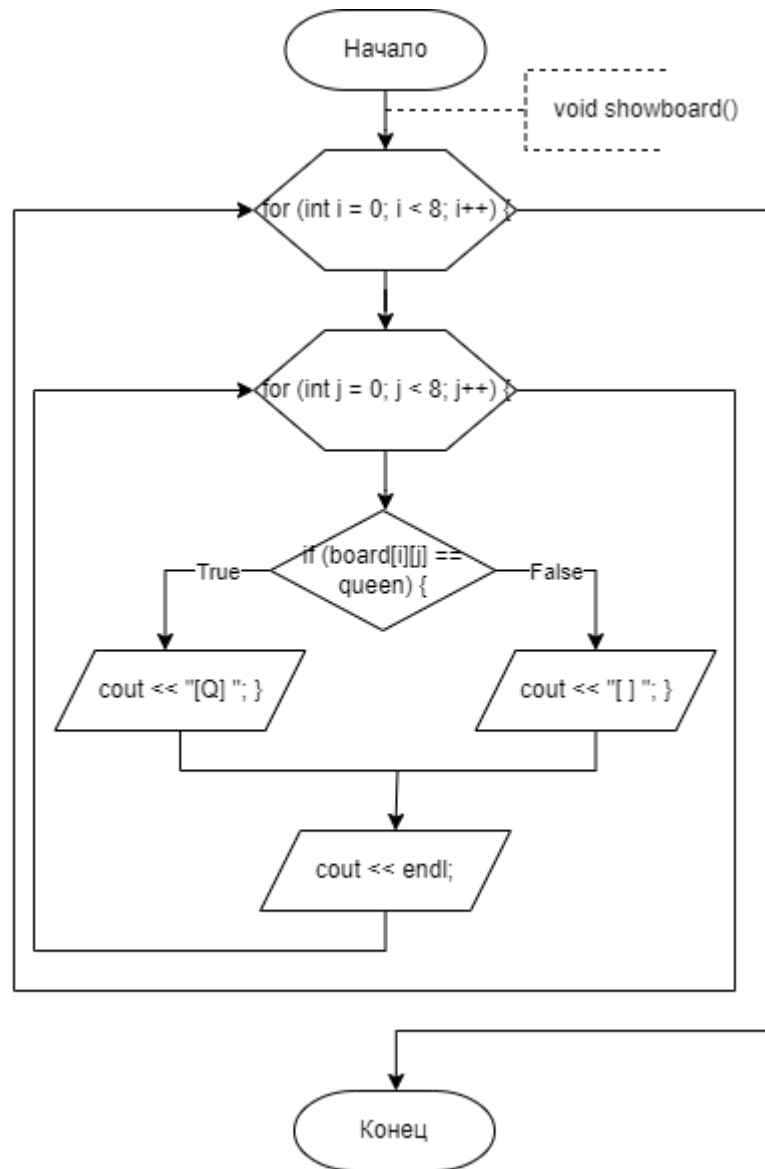 Начало
void showboard()
for (int i = 0; i < 8; i++) {
for (int j = 0; j < 8; j++) {
if (board[i][j] ==
queen) {
True
False
cout << "[Q] "; }
cout << "[ ] "; }
cout << endl;
Конец